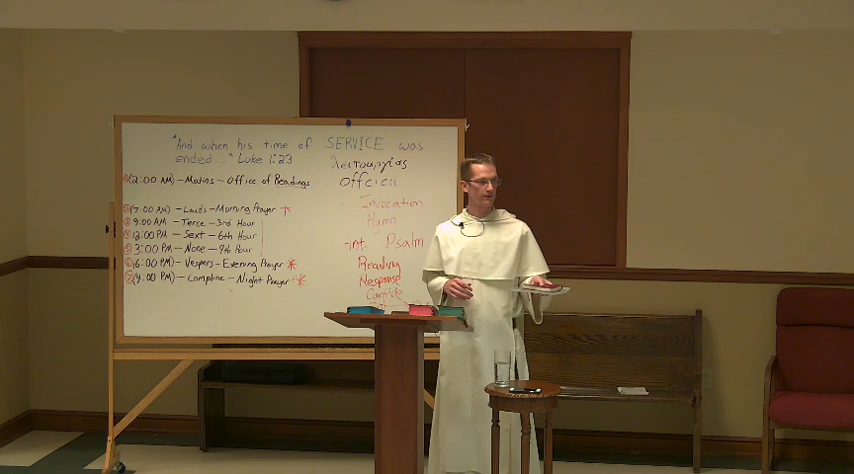 "And when his time of SERVICE was
ended..." Luke 1:23
λειτουργίας
(2:00 AM) - Matins - Office of Readings
(7:00 AM) - Lauds - Morning Prayer
9:00 AM - Terce - 3rd Hour
12:00 PM - Sext - 6th Hour
3:00 PM - None - 9th Hour
(6:00 PM) - Vespers - Evening Prayer
(9:00 PM) - Compline - Night Prayer
Invocation
Hymn
-int. Psalm
Reading
Response